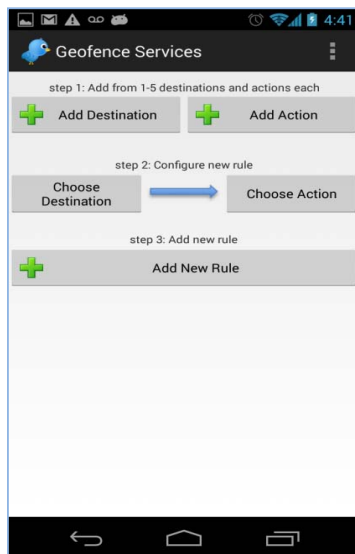 4:41
Geofence Services
step 1: Add from 1-5 destinations and actions each
Add Destination
Add Action
step 2: Configure new rule
Choose
Destination
Choose Action
step 3: Add new rule
Add New Rule